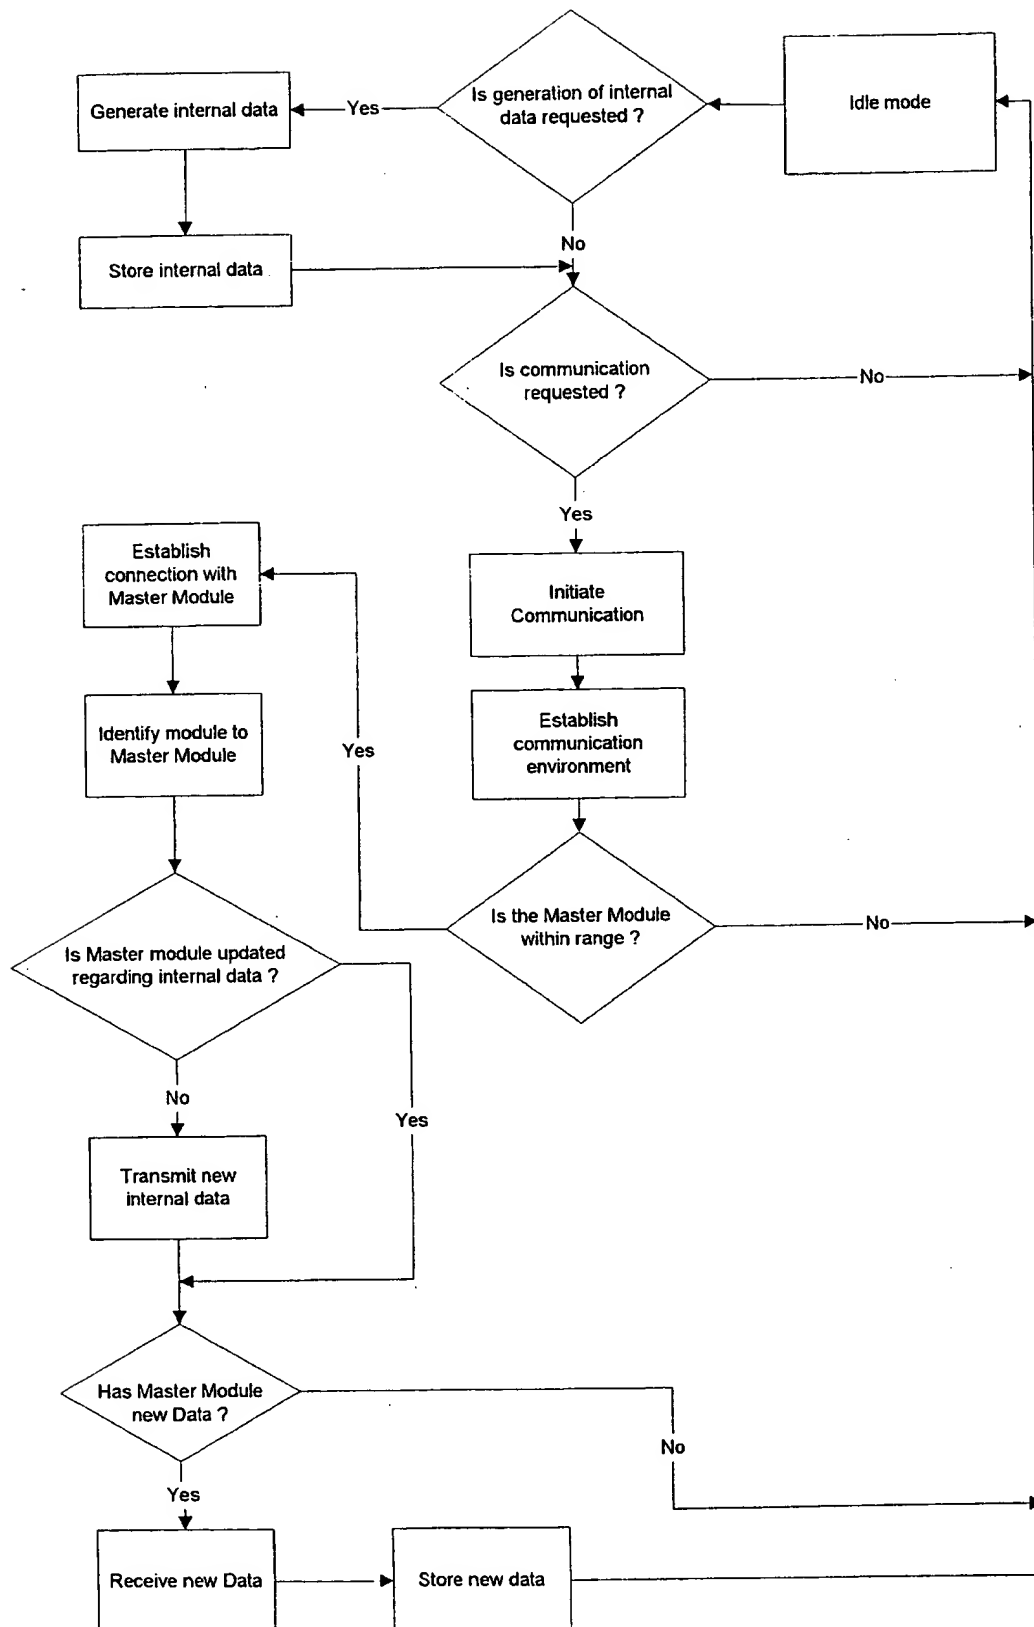 Is generation of internal
data requested ?
Idle mode
Yes
Generate internal data
No
Store internal data
Is communication
requested ?
No
Yes
Establish
connection with
Master Module
Initiate
Communication
Identify module to
Master Module
Yes
Establish
communication
environment
Is the Master Module
within range ?
No
Is Master module updated
regarding internal data ?
No
Yes
Transmit new
internal data
Has Master Module
new Data ?
No
Yes
Receive new Data
Store new data